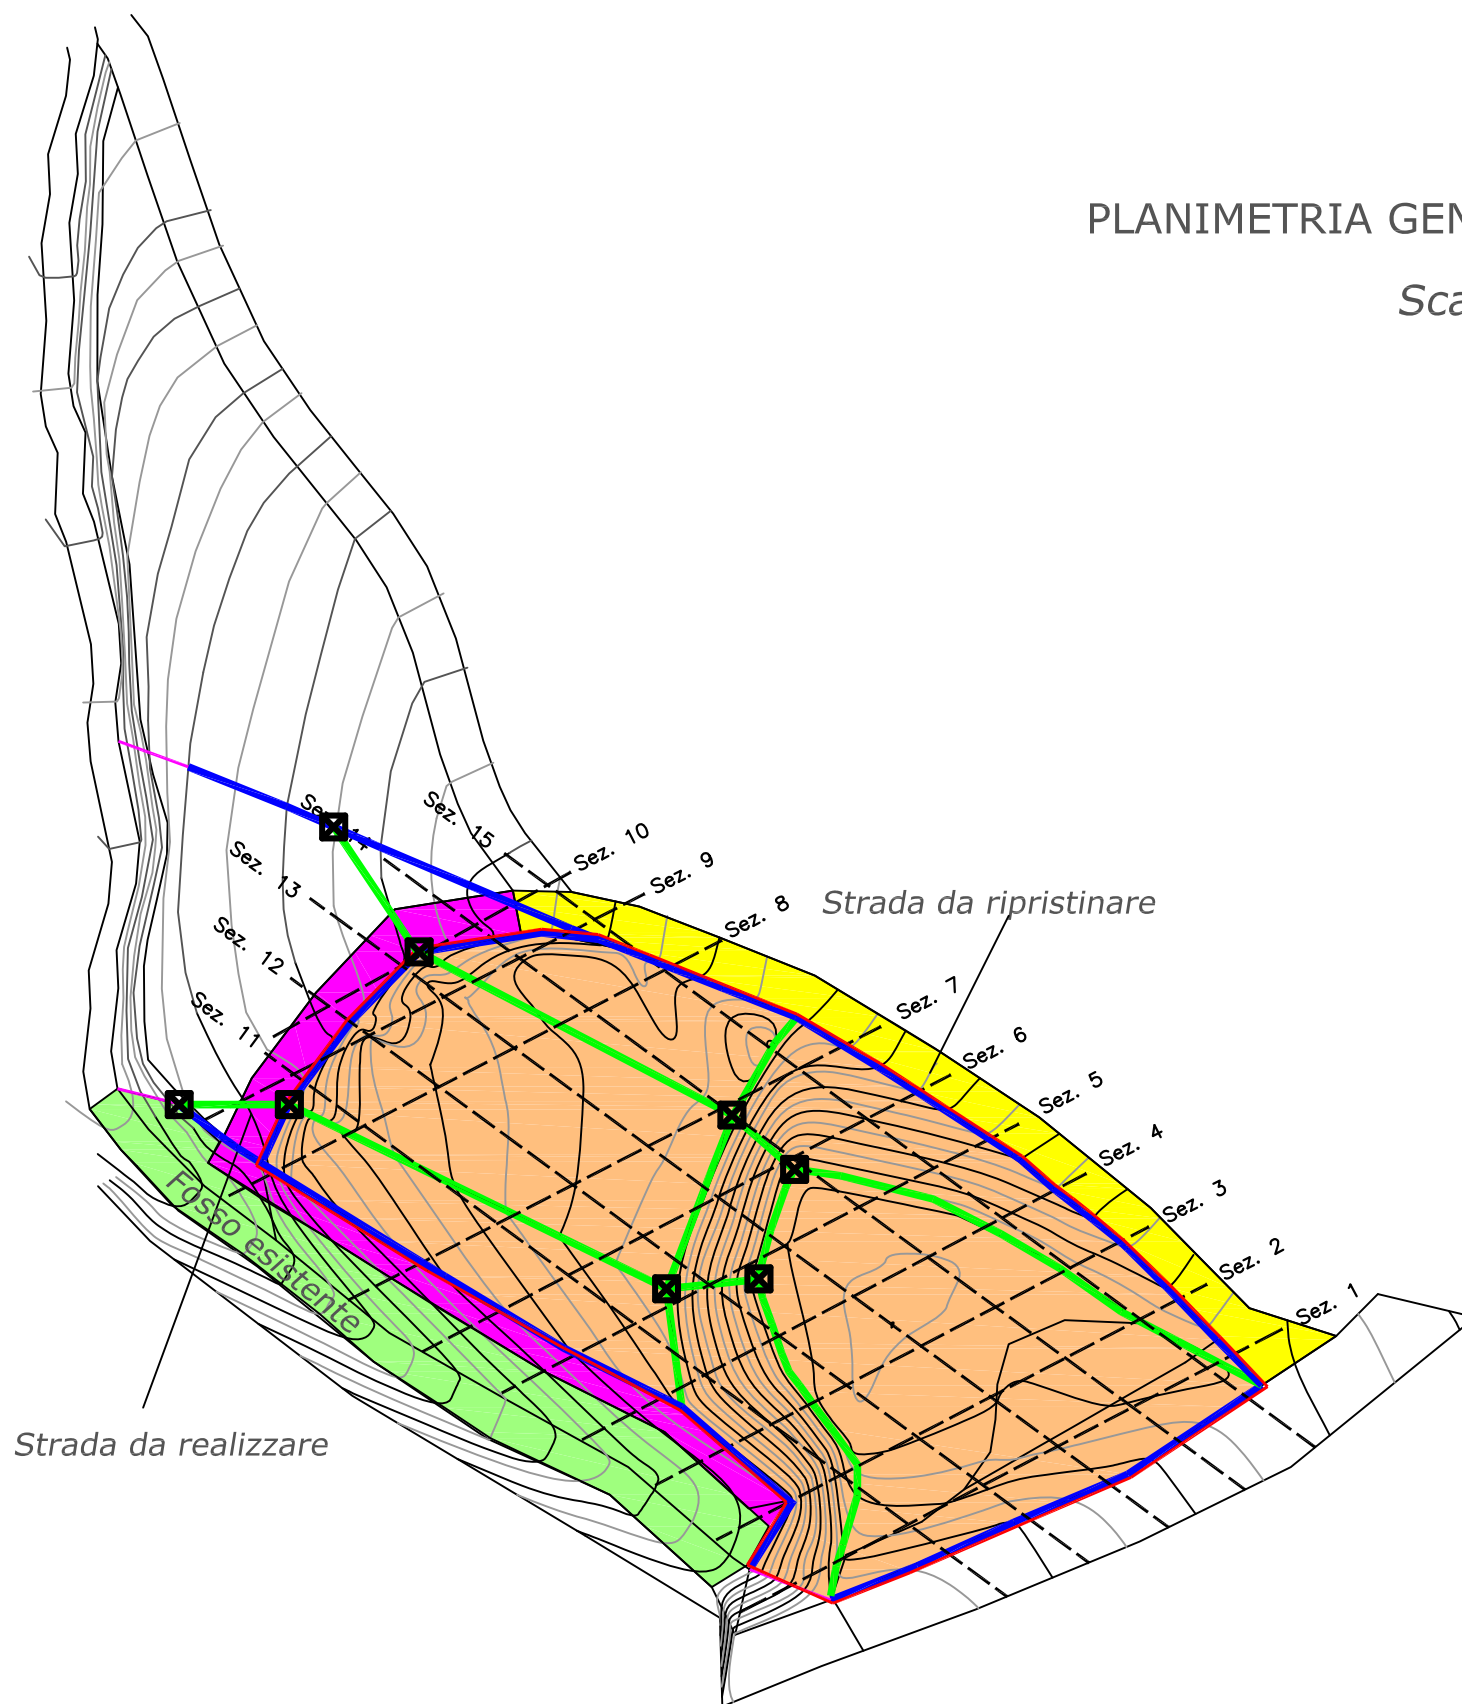 PLANIMETRIA GEN
Sca
Sez. 15
Sez. 10
Sez. 13
Sez. 9
Strada da ripristinare
Sez. 8
Sez. 12
Sez. 7
Sez. 11
Sez. 6
Sez. 5
Sez. 4
Sez. 3
Fosso esistente
Sez. 2
Sez. 1
Strada da realizzare